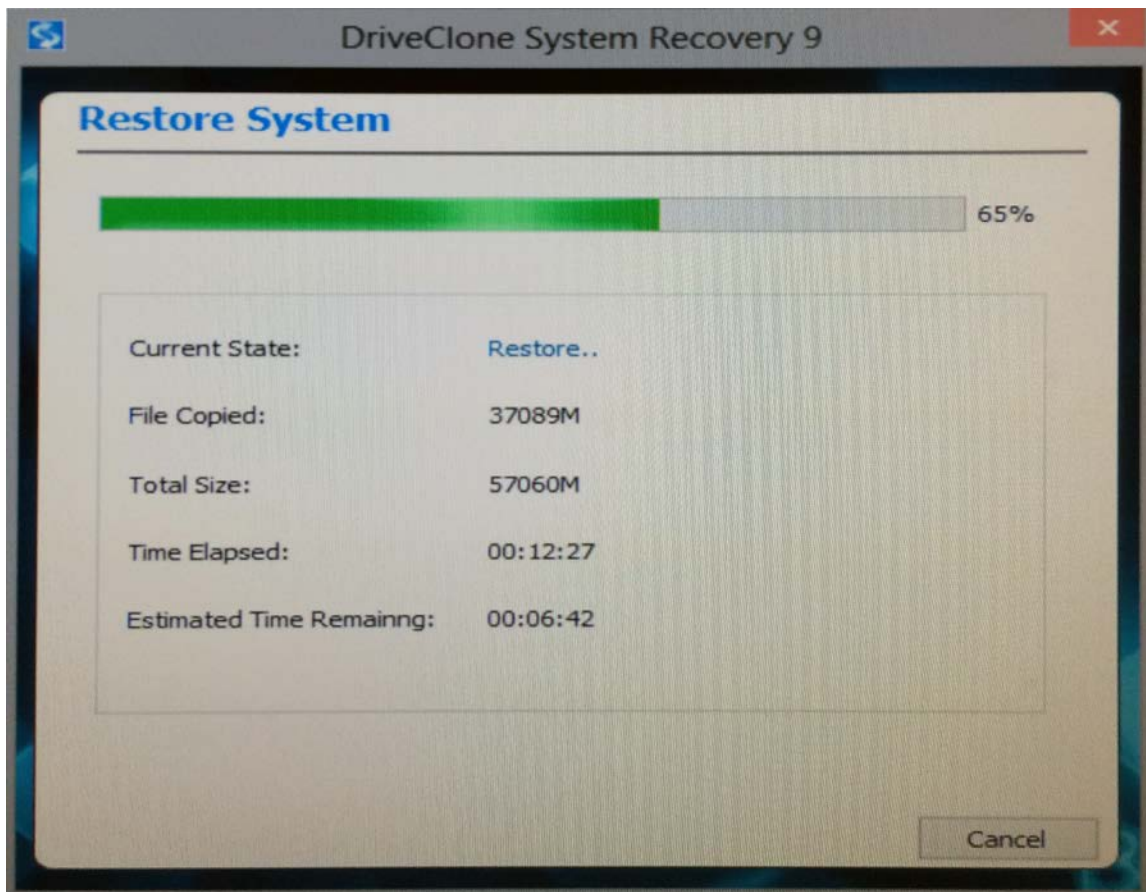 DriveClone System Recovery 9
Restore System
65%
Current State: Restore..
File Copied: 37089M
Total Size: 57060M
Time Elapsed: 00:12:27
Estimated Time Remainng: 00:06:42
Cancel